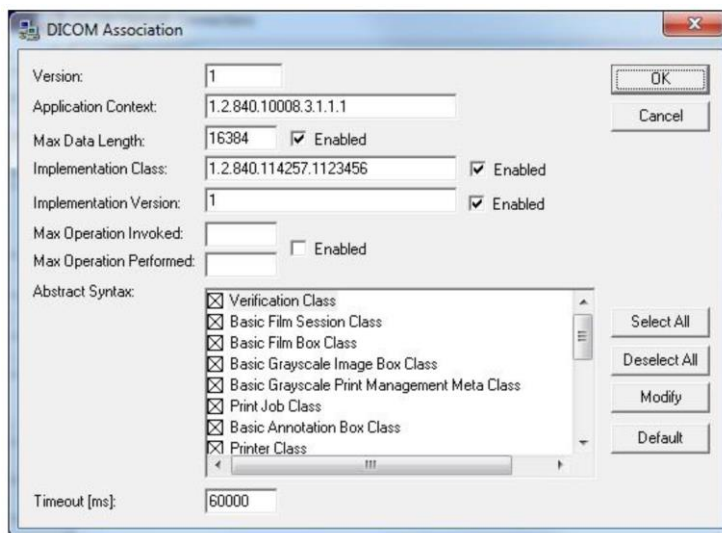 DICOM Association
Version: 1
OK
Application Context: 1.2.840.10008.3.1.1.1
Cancel
Max Data Length: 16384 Enabled
Implementation Class: 1.2.840.114257.1123456 Enabled
Implementation Version: 1 Enabled
Max Operation Invoked:
Enabled
Max Operation Performed:
Abstract Syntax:
Verification Class
Basic Film Session Class
Basic Film Box Class
Basic Grayscale Image Box Class
Basic Grayscale Print Management Meta Class
Print Job Class
Basic Annotation Box Class
Printer Class
Select All
Deselect All
Modify
Default
Timeout [ms]: 60000